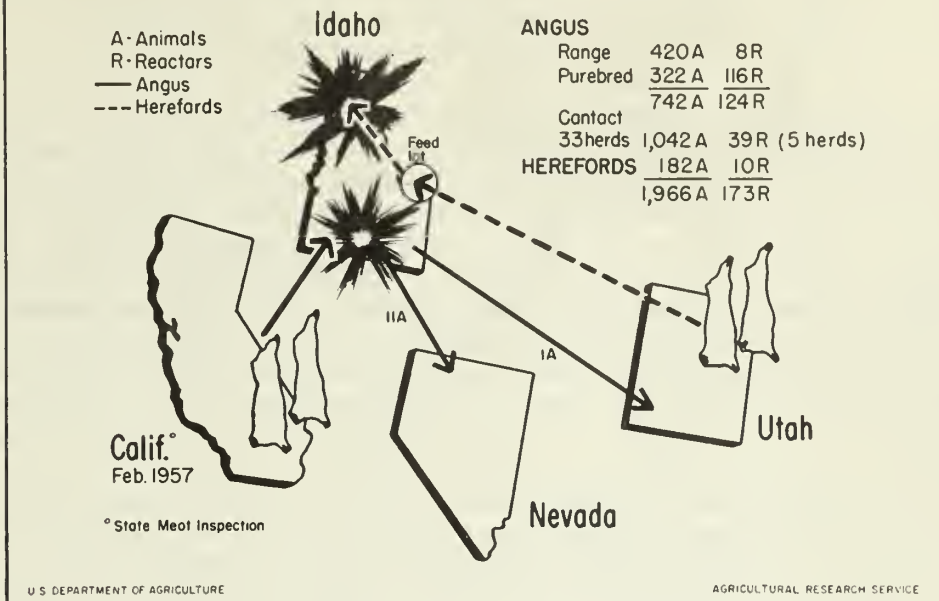 Idaho
A - Animals
R - Reactors
Angus
Herefords
ANGUS
Range 420A 8R
Purebred 322A 116R
742A 124R
Contact
33 herds 1,042A 39R (5 herds)
HEREFORDS 182A 10R
1,966A 173R
Feed
lot
11A
1A
Calif.°
Feb. 1957
Utah
Nevada
° State Meat Inspection
U S DEPARTMENT OF AGRICULTURE
AGRICULTURAL RESEARCH SERVICE